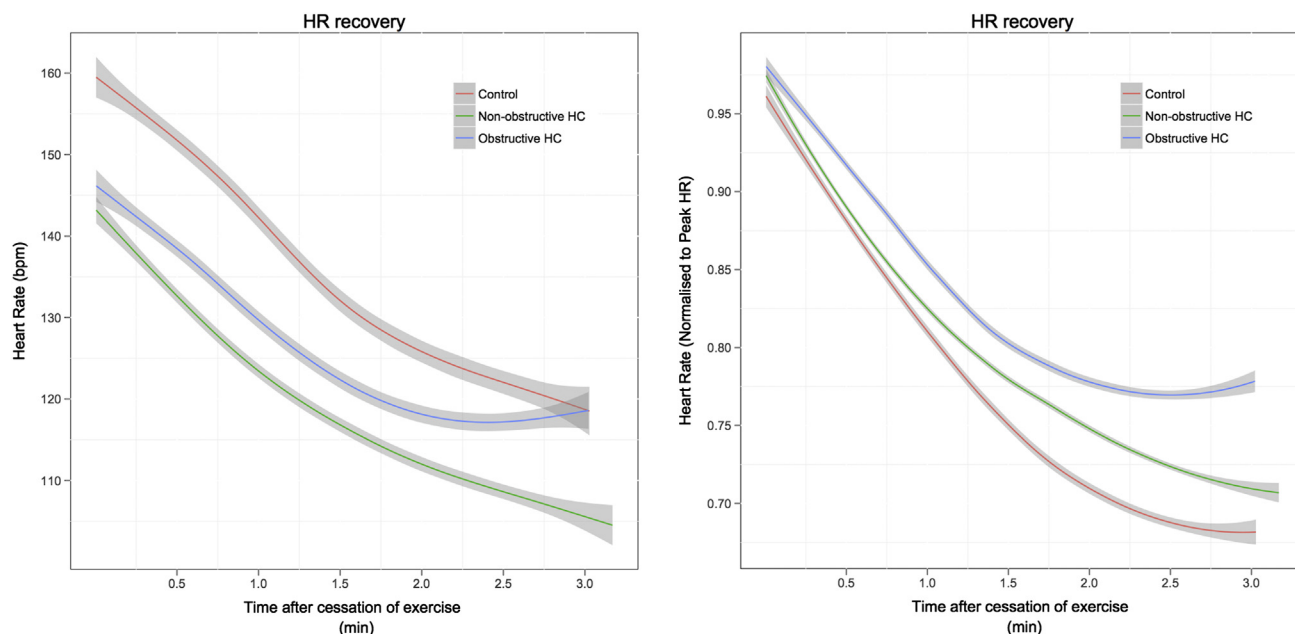 HR recovery
Heart Rate (bpm)
160
150
140
130
120
110
Control
Non-obstructive HC
Obstructive HC
0.5
1.0
1.5
2.0
2.5
3.0
Time after cessation of exercise
(min)
HR recovery
Heart Rate (Normalised to Peak HR)
0.95
0.90
0.85
0.80
0.75
0.70
Control
Non-obstructive HC
Obstructive HC
0.5
1.0
1.5
2.0
2.5
3.0
Time after cessation of exercise
(min)